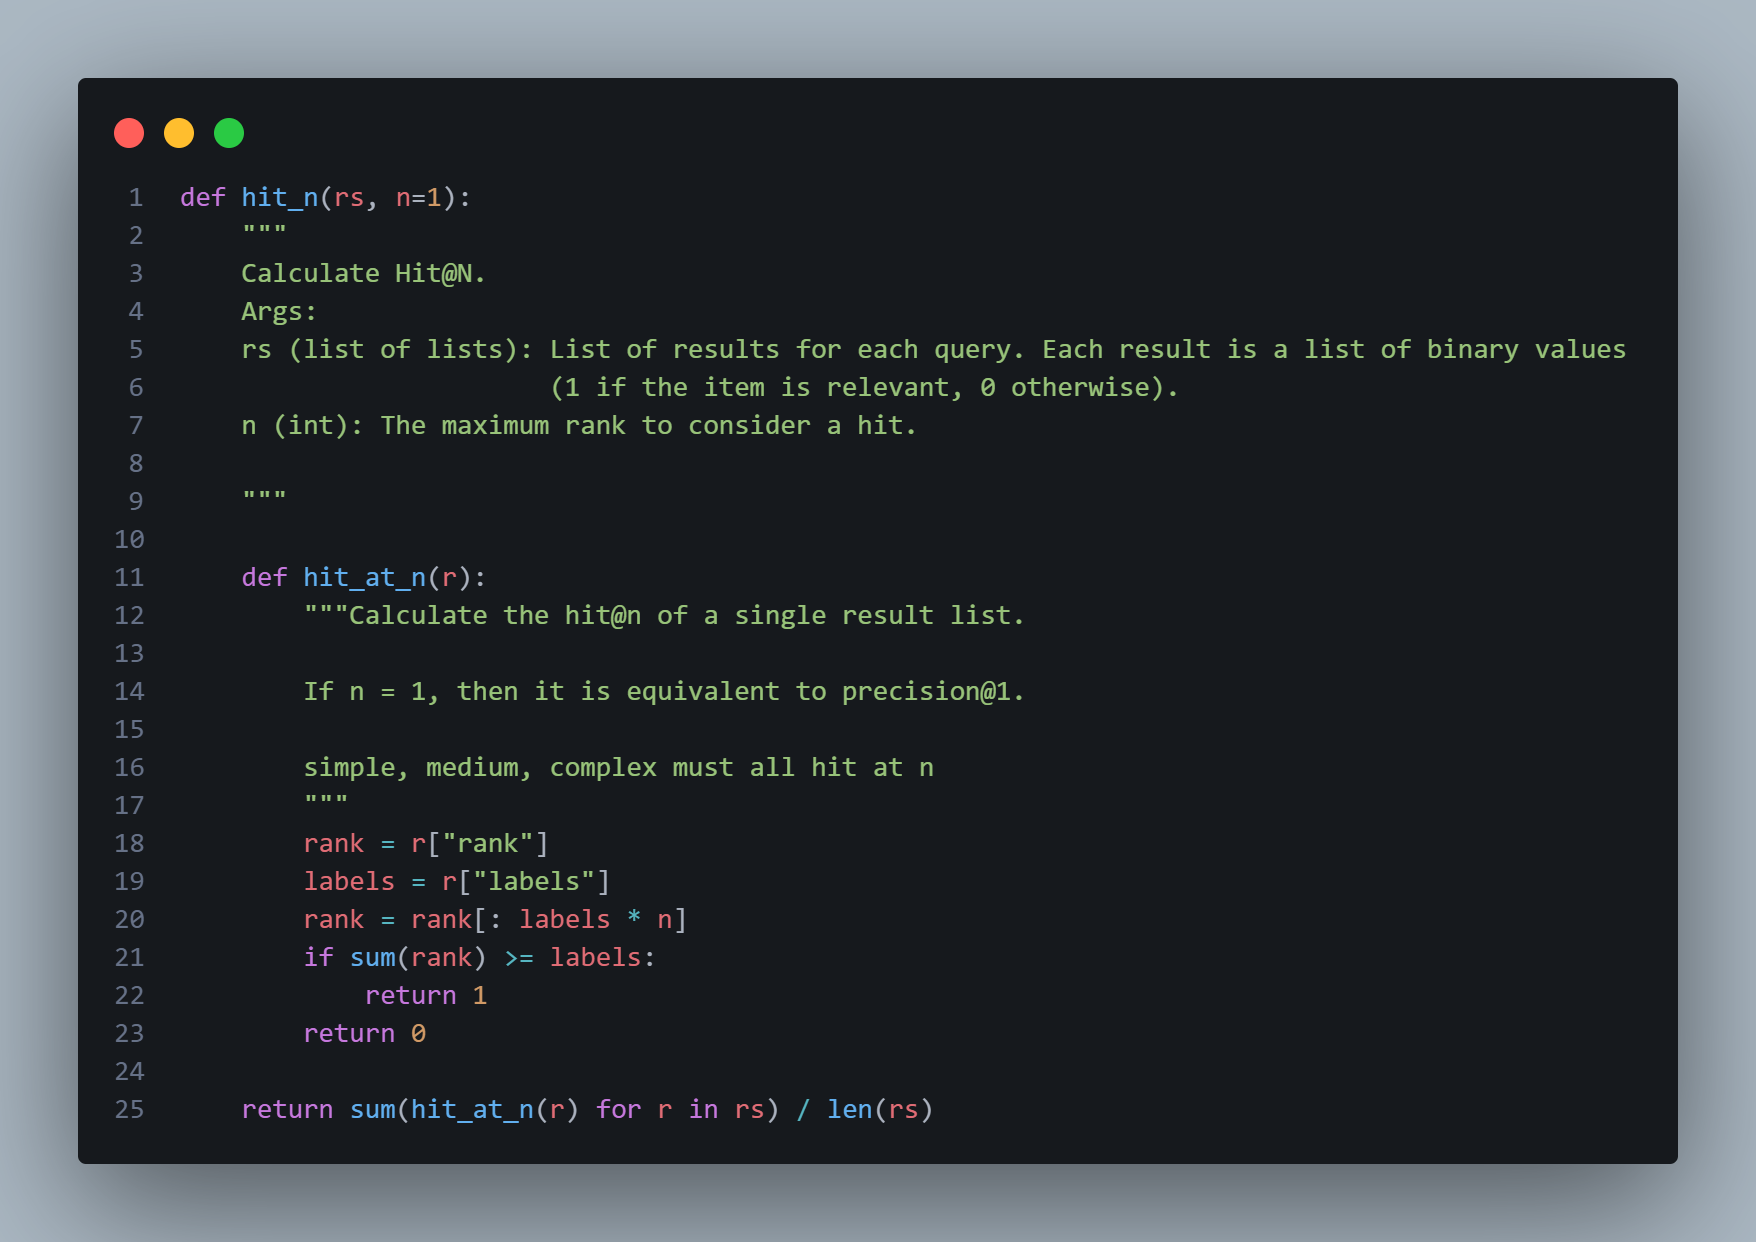 1 def hit_n(rs, n=1):
2     """
3     Calculate Hit@N.
4     Args:
5     rs (list of lists): List of results for each query. Each result is a list of binary values
6                         (1 if the item is relevant, 0 otherwise).
7     n (int): The maximum rank to consider a hit.
8
9     """
10
11     def hit_at_n(r):
12         """Calculate the hit@n of a single result list.
13
14         If n = 1, then it is equivalent to precision@1.
15
16         simple, medium, complex must all hit at n
17         """
18         rank = r["rank"]
19         labels = r["labels"]
20         rank = rank[: labels * n]
21         if sum(rank) >= labels:
22             return 1
23         return 0
24
25     return sum(hit_at_n(r) for r in rs) / len(rs)